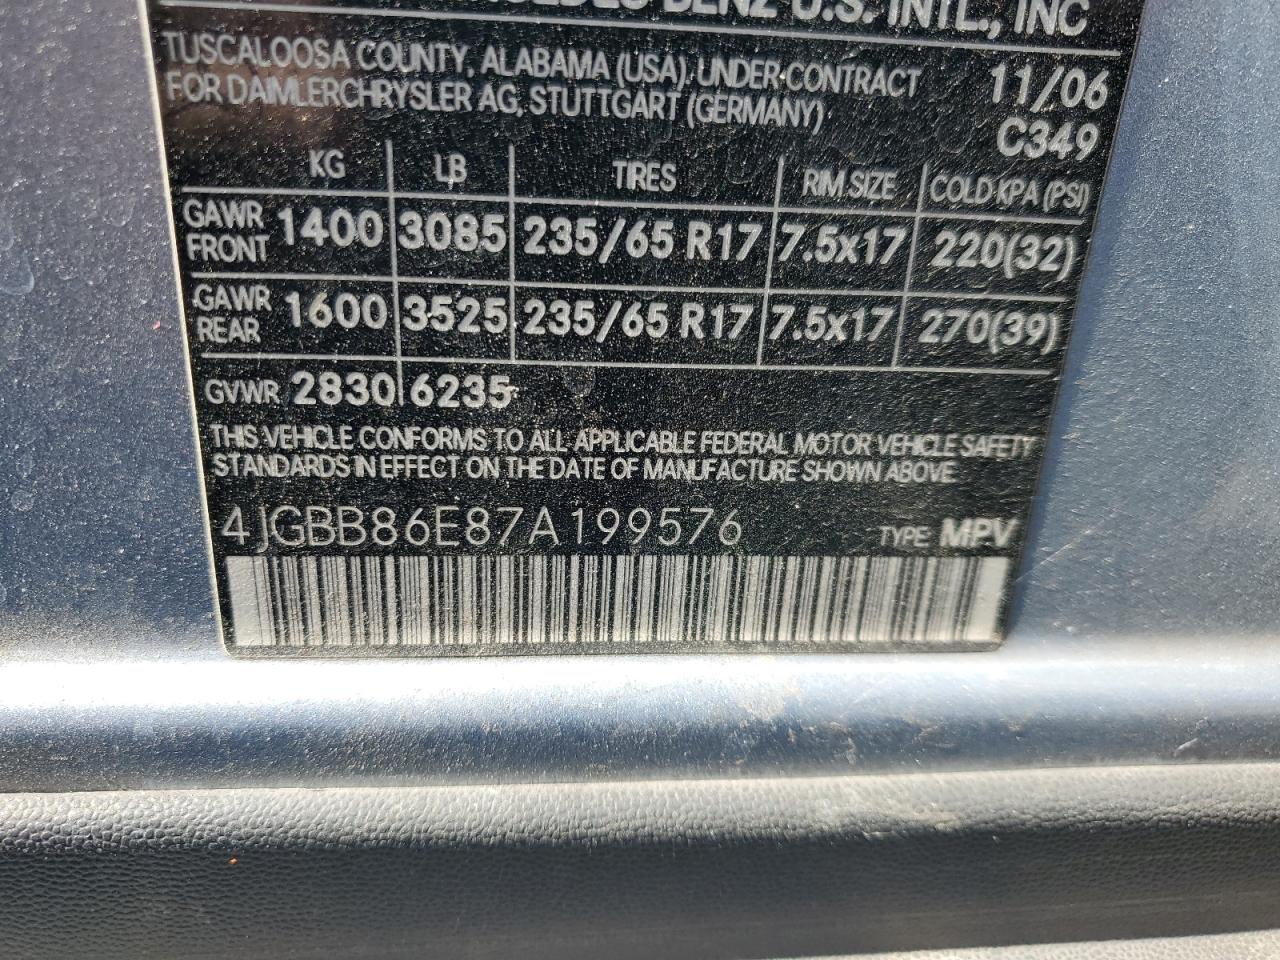 BENZ U.S. INTL., INC
TUSCALOOSA COUNTY, ALABAMA (USA) UNDER CONTRACT 11/06
FOR DAIMLERCHRYSLER AG, STUTTGART (GERMANY) C349
KG LB TIRES RIM SIZE COLD KPA (PSI)
GAWR FRONT 1400 3085 235/65 R17 7.5x17 220(32)
GAWR REAR 1600 3525 235/65 R17 7.5x17 270(39)
GVWR 2830 6235
THIS VEHICLE CONFORMS TO ALL APPLICABLE FEDERAL MOTOR VEHICLE SAFETY
STANDARDS IN EFFECT ON THE DATE OF MANUFACTURE SHOWN ABOVE
4JGBB86E87A199576 TYPE MPV